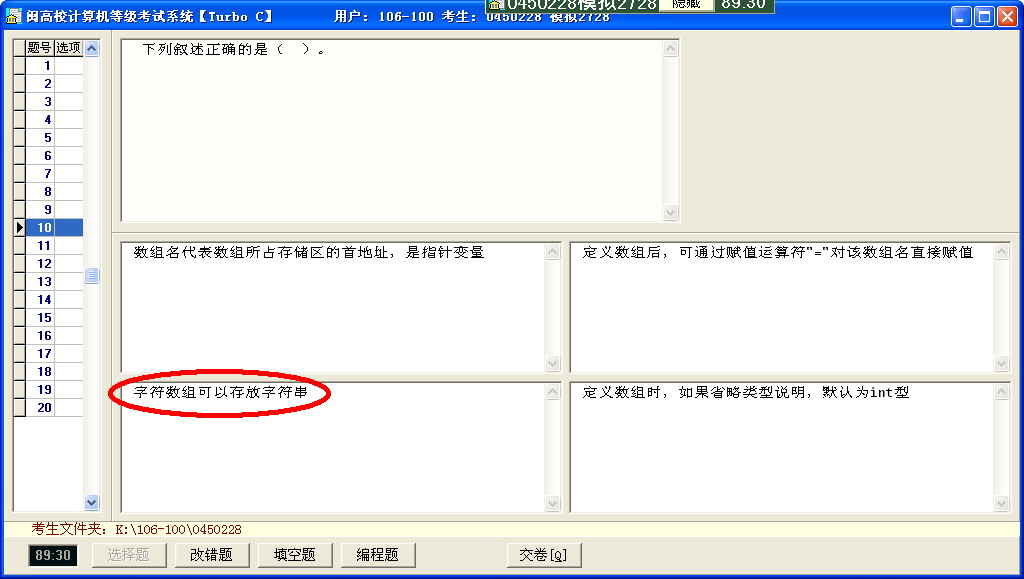 闽高校计算机等级考试系统【Turbo C】 用户: 106-100 考生: 0450228 模拟2728
0450228模拟2728 隐藏 89:30
题号 选项
下列叙述正确的是（ ）。
1
2
3
4
5
6
7
8
9
10
11
12
13
14
15
16
17
18
19
20
数组名代表数组所占存储区的首地址，是指针变量
定义数组后，可通过赋值运算符"="对该数组名直接赋值
字符数组可以存放字符串
定义数组时，如果省略类型说明，默认为int型
考生文件夹: K:\106-100\0450228
89:30 选择题 改错题 填空题 编程题 交卷[Q]